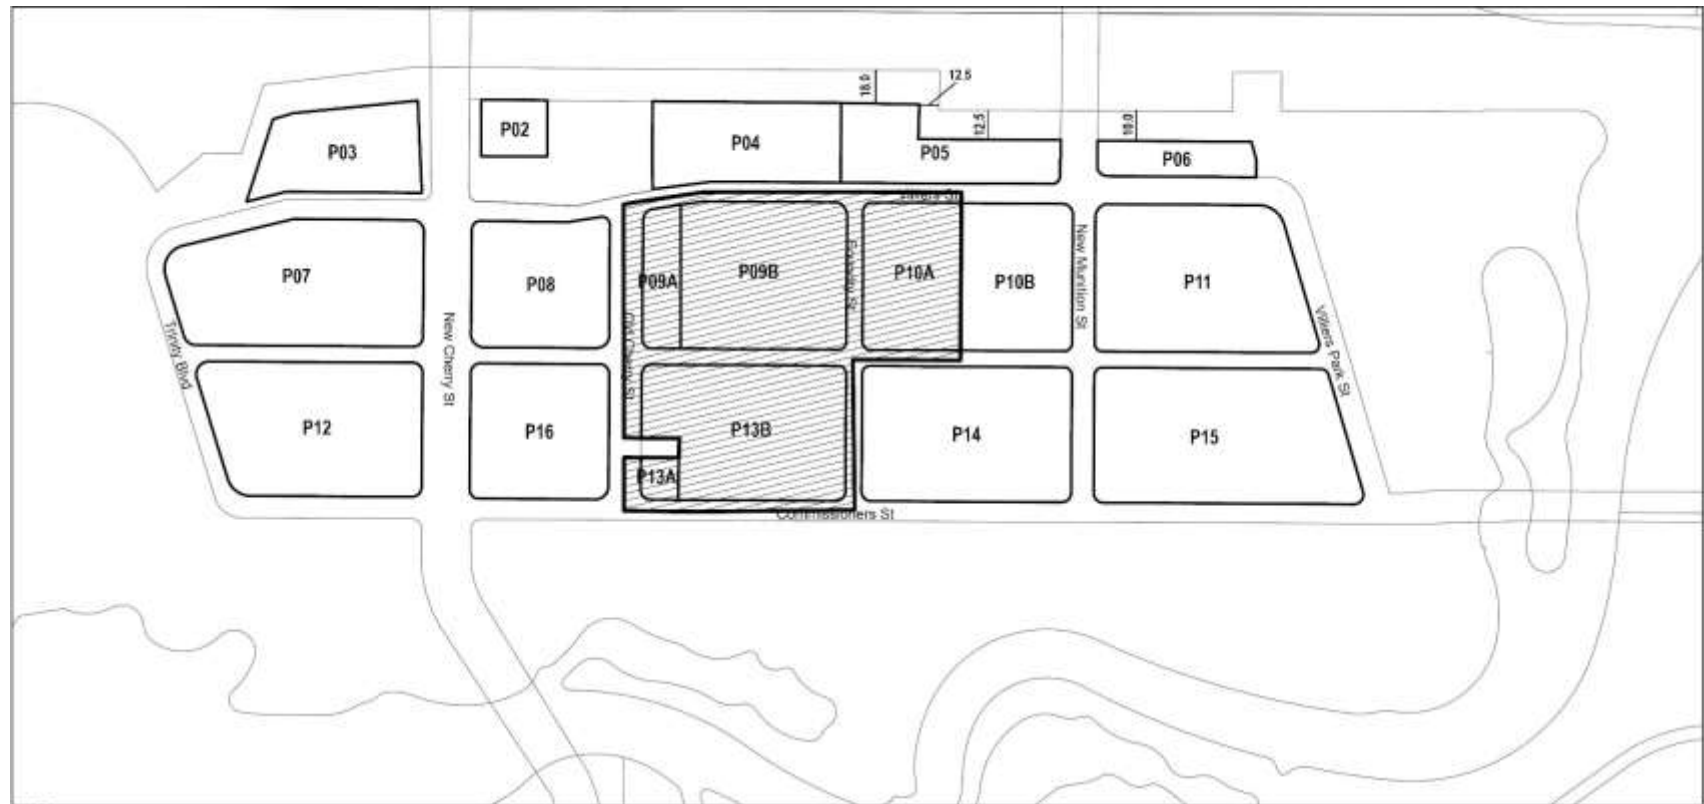 12.5
18.0
12.5
10.0
P02
P03
P04
P05
P06
Villiers St
P07
P08
P09A
P09B
P10A
P10B
P11
Trinity Blvd
New Cherry St
Old Cherry St
New Munition St
Villiers Park St
P12
P16
P13B
P14
P15
P13A
Commissioners St